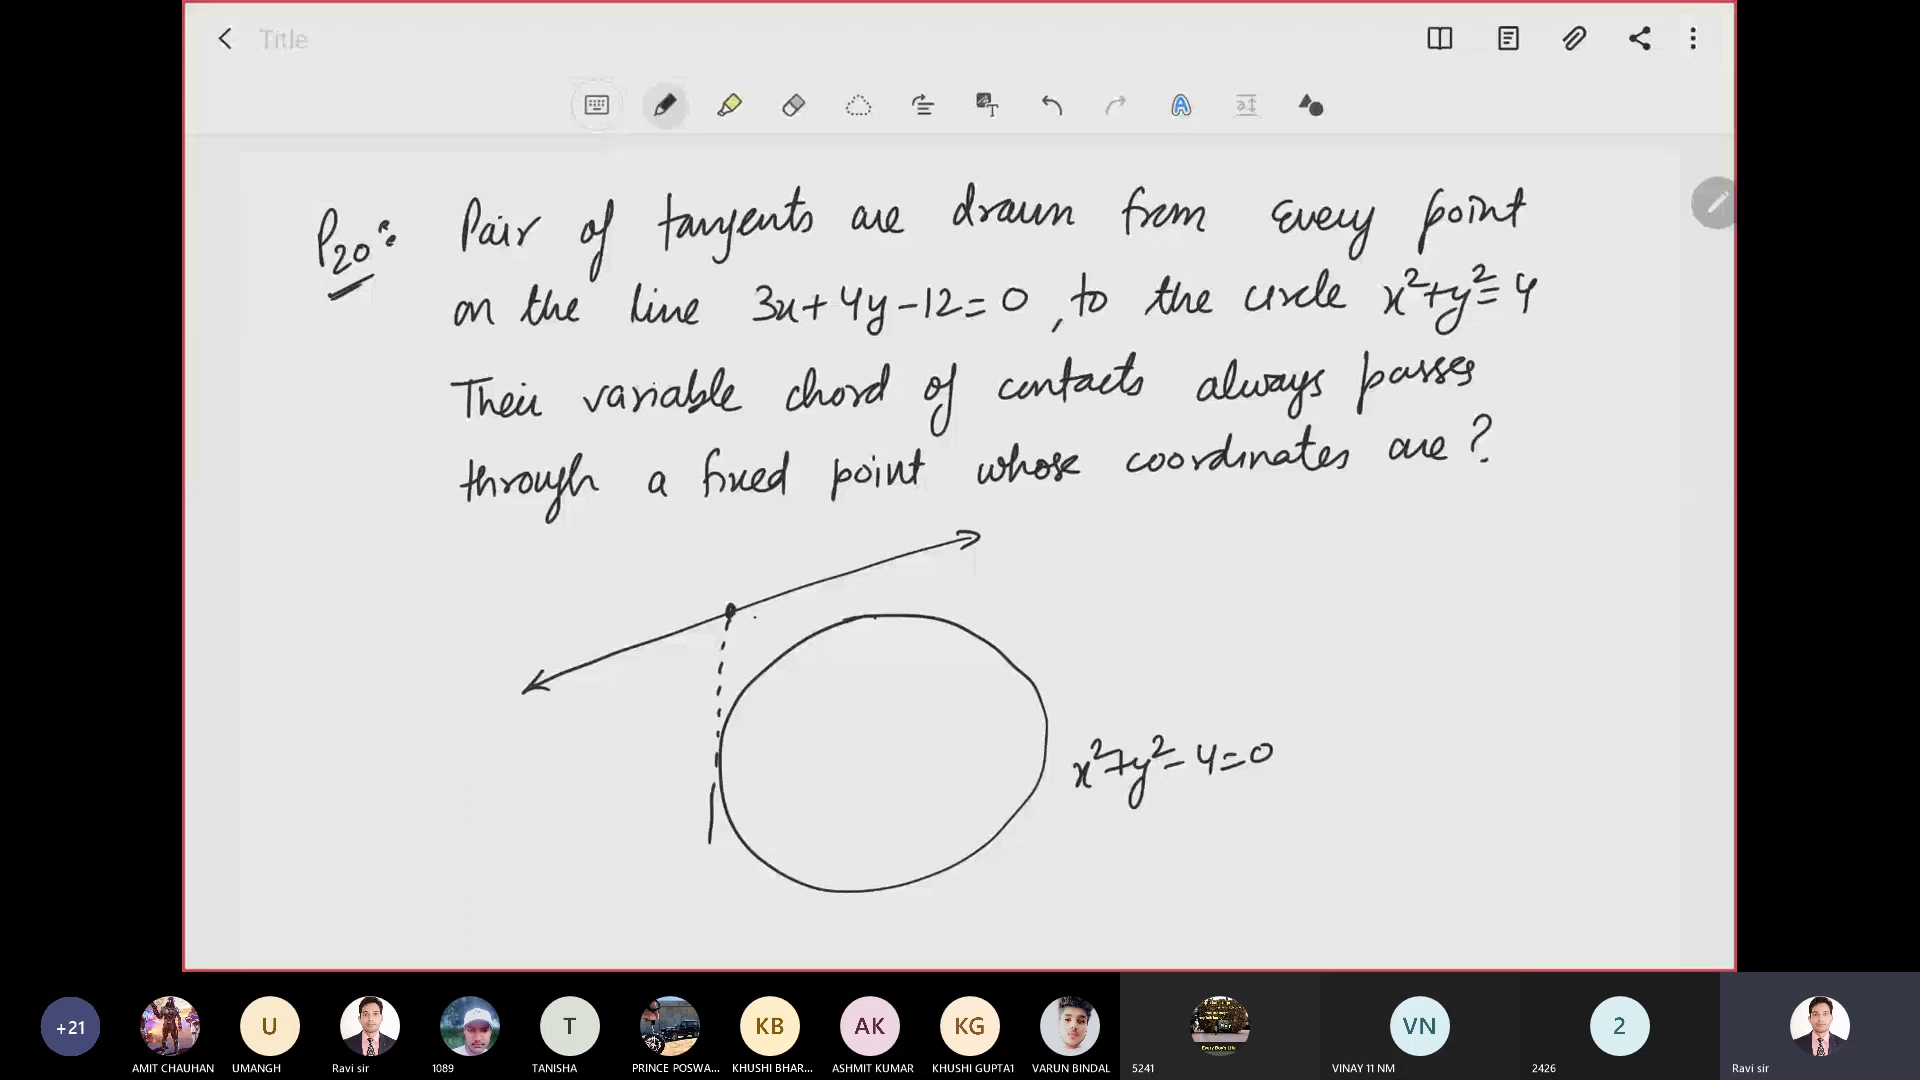 Title
P20: Pair of tangents are drawn from every point
on the line 3x+4y-12=0, to the circle x²+y²=4
Their variable chord of contacts always passes
through a fixed point whose coordinates are?
x²+y²-4=0
+21
U
T
KB
AK
KG
VN
2
AMIT CHAUHAN UMANGH Ravi sir 1089 TANISHA PRINCE POSWA... KHUSHI BHAR... ASHMIT KUMAR KHUSHI GUPTA1 VARUN BINDAL 5241 VINAY 11 NM 2426 Ravi sir